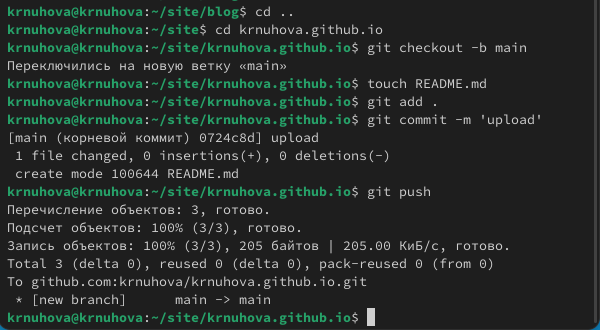 krnuhova@krnuhova:~/site/blog$ cd ..
krnuhova@krnuhova:~/site$ cd krnuhova.github.io
krnuhova@krnuhova:~/site/krnuhova.github.io$ git checkout -b main
Переключились на новую ветку «main»
krnuhova@krnuhova:~/site/krnuhova.github.io$ touch README.md
krnuhova@krnuhova:~/site/krnuhova.github.io$ git add .
krnuhova@krnuhova:~/site/krnuhova.github.io$ git commit -m 'upload'
[main (корневой коммит) 0724c8d] upload
 1 file changed, 0 insertions(+), 0 deletions(-)
 create mode 100644 README.md
krnuhova@krnuhova:~/site/krnuhova.github.io$ git push
Перечисление объектов: 3, готово.
Подсчет объектов: 100% (3/3), готово.
Запись объектов: 100% (3/3), 205 байтов | 205.00 КиБ/с, готово.
Total 3 (delta 0), reused 0 (delta 0), pack-reused 0 (from 0)
To github.com:krnuhova/krnuhova.github.io.git
 * [new branch]      main -> main
krnuhova@krnuhova:~/site/krnuhova.github.io$